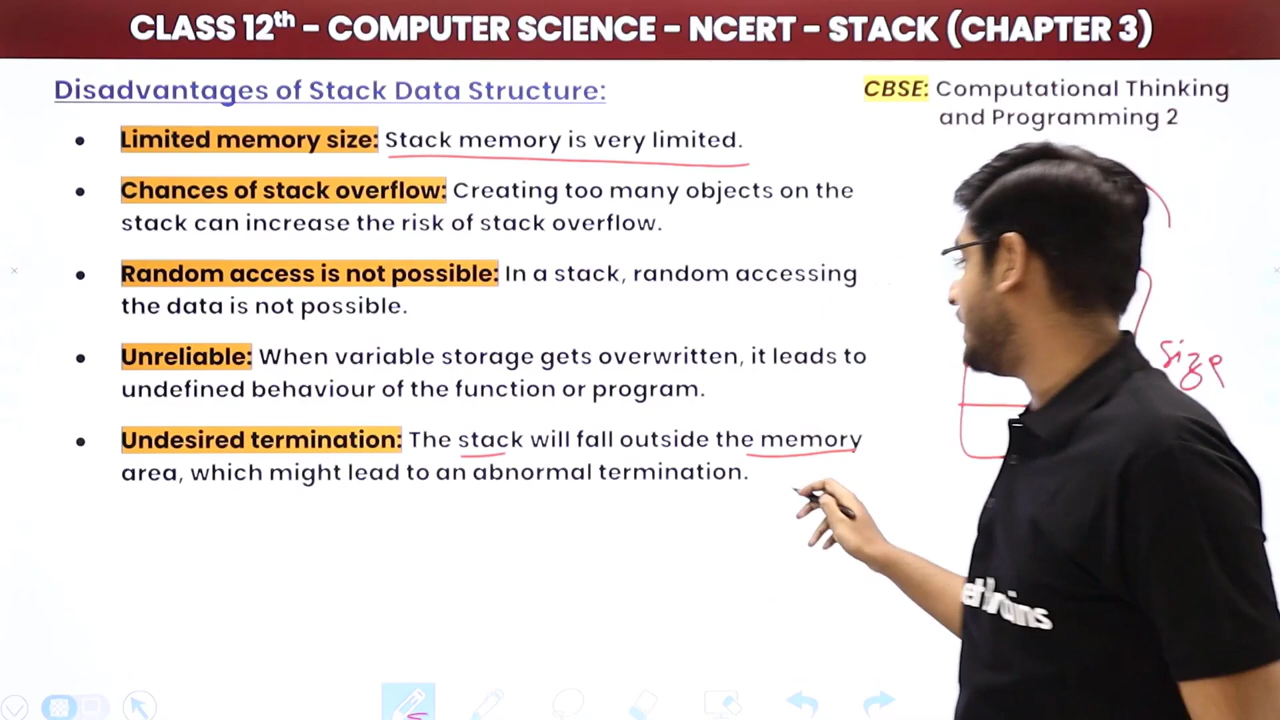 CLASS 12th - COMPUTER SCIENCE - NCERT - STACK (CHAPTER 3)
Disadvantages of Stack Data Structure:
CBSE: Computational Thinking
and Programming 2
• Limited memory size: Stack memory is very limited.
• Chances of stack overflow: Creating too many objects on the
stack can increase the risk of stack overflow.
• Random access is not possible: In a stack, random accessing
the data is not possible.
• Unreliable: When variable storage gets overwritten, it leads to
undefined behaviour of the function or program.
size
• Undesired termination: The stack will fall outside the memory
area, which might lead to an abnormal termination.